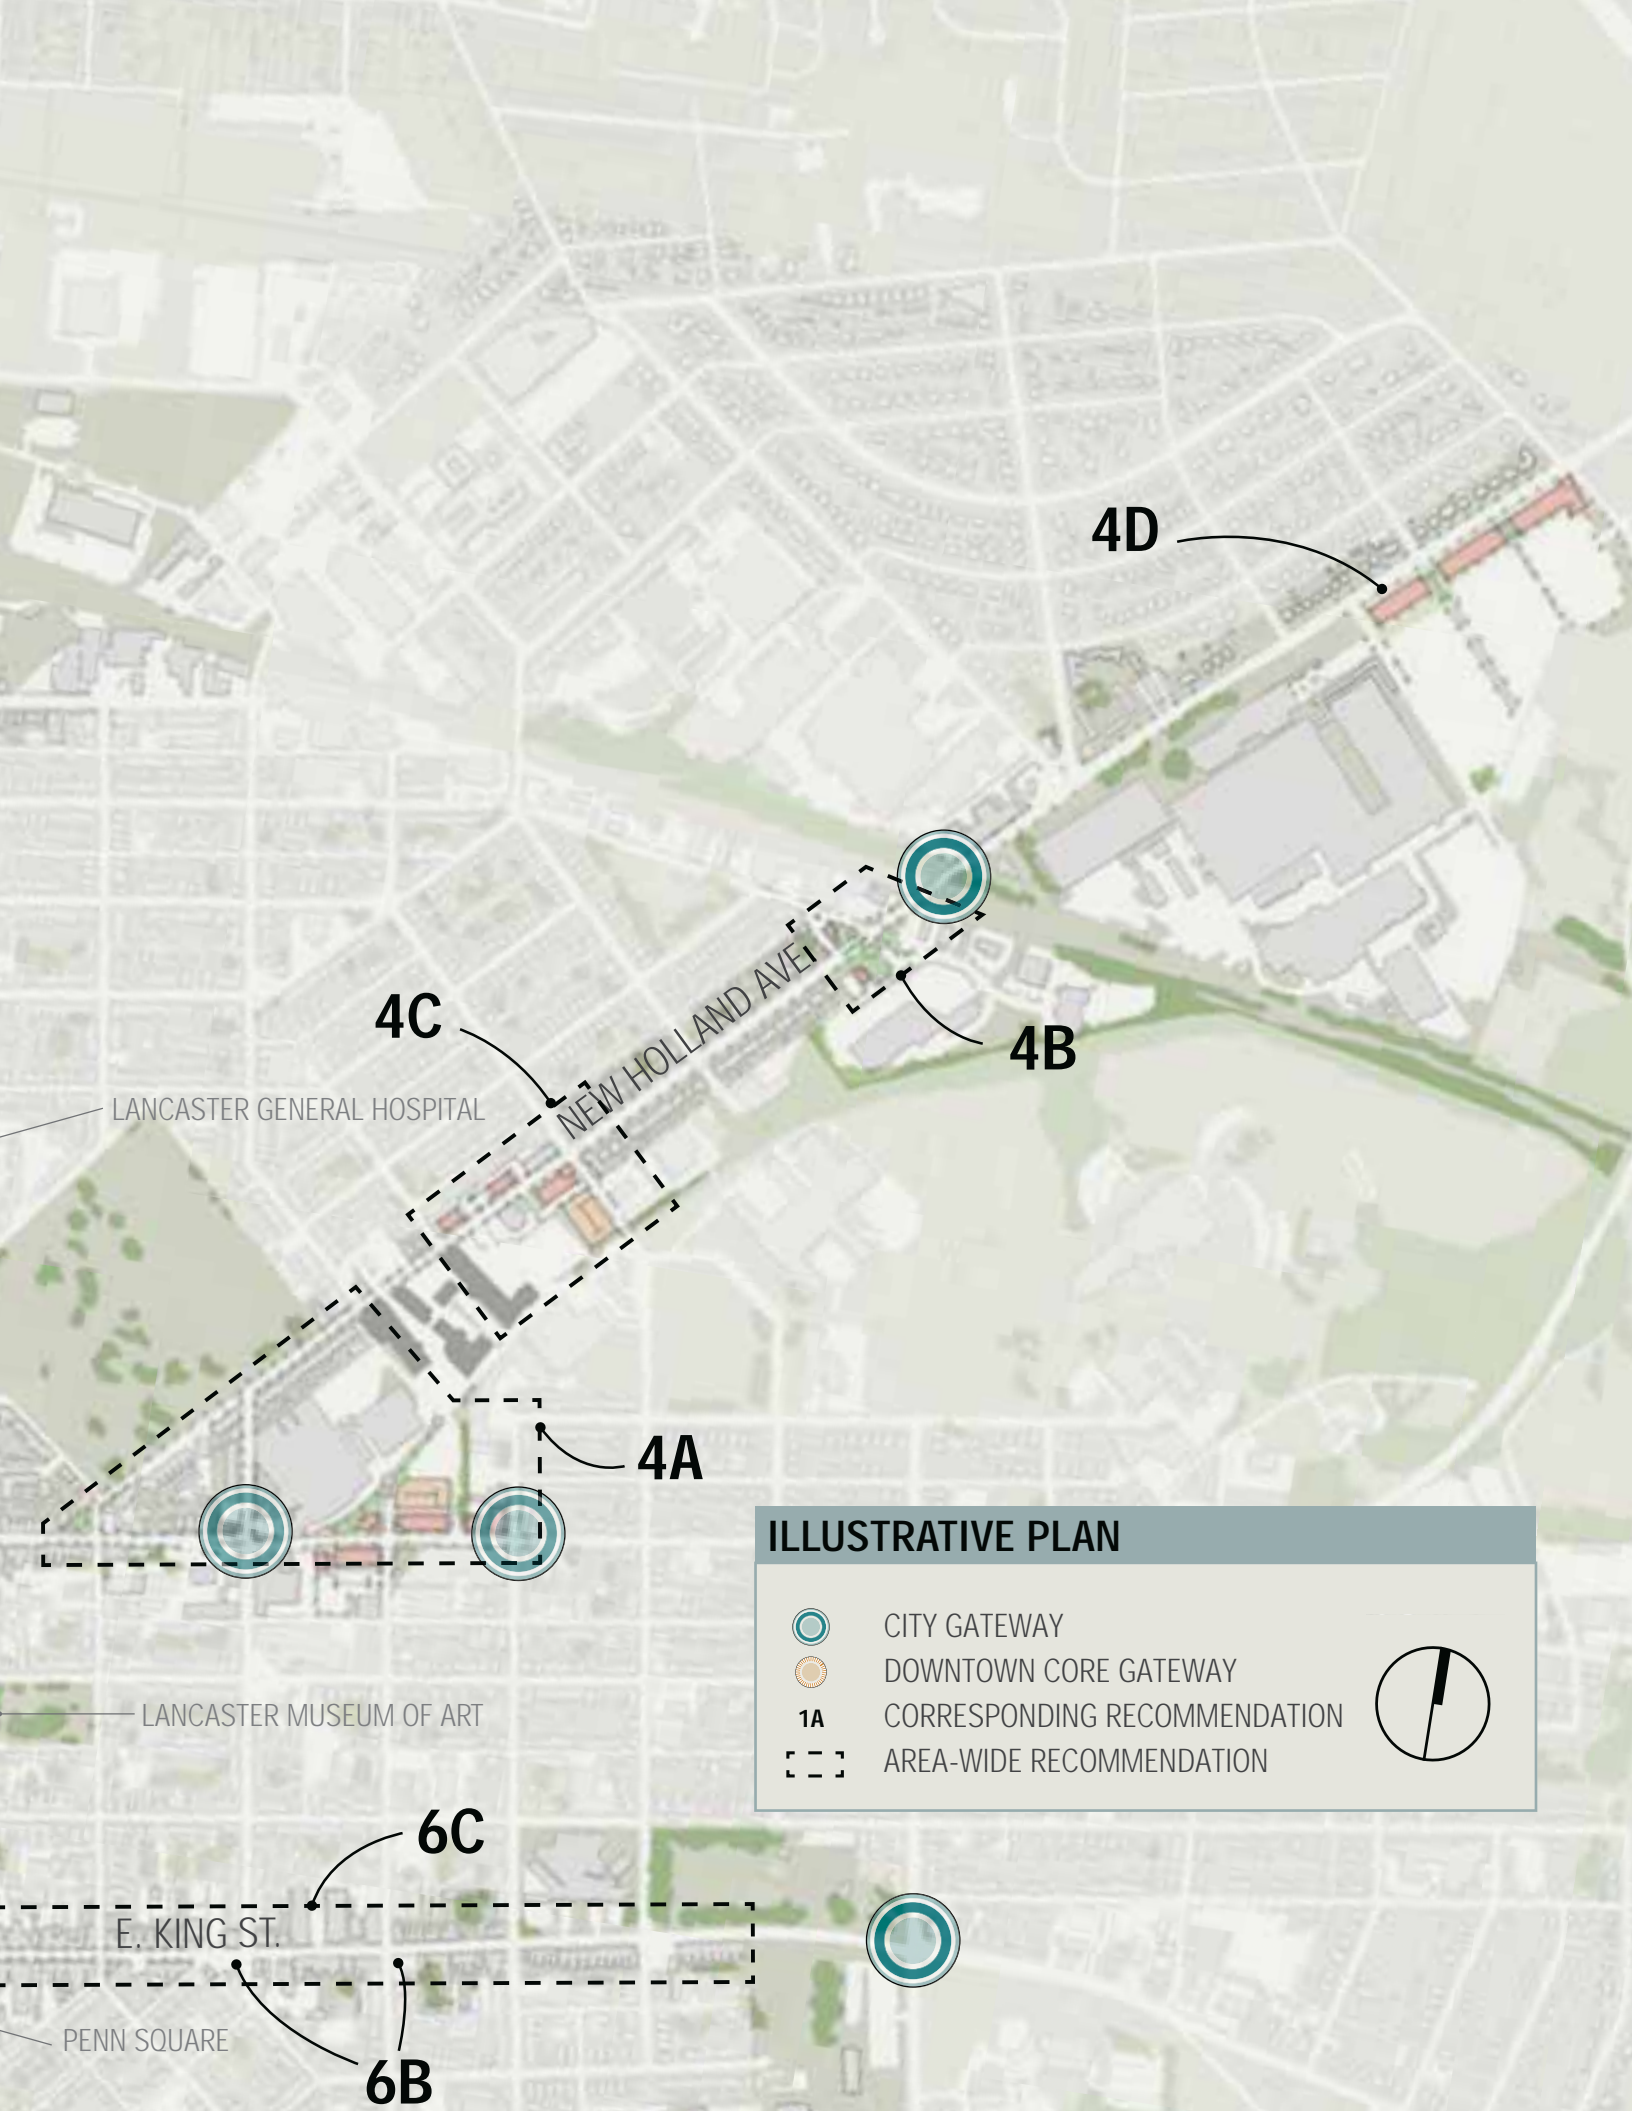 4D
NEW HOLLAND AVE
4C
4B
LANCASTER GENERAL HOSPITAL
4A
ILLUSTRATIVE PLAN
CITY GATEWAY
DOWNTOWN CORE GATEWAY
1A CORRESPONDING RECOMMENDATION
AREA-WIDE RECOMMENDATION
LANCASTER MUSEUM OF ART
6C
E. KING ST.
PENN SQUARE
6B